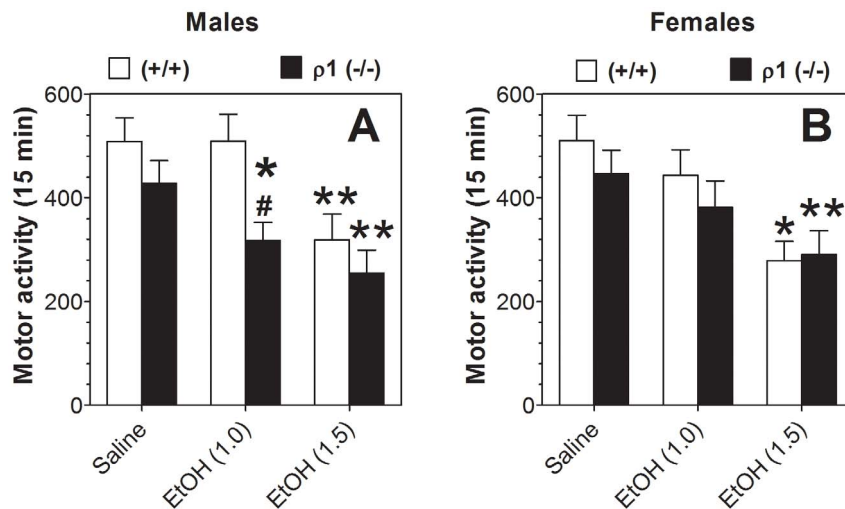 Males
(+/+) ρ1 (-/-)
A
Motor activity (15 min)
600
400
200
0
*
#
**
**
Saline
EtOH (1.0)
EtOH (1.5)
Females
(+/+) ρ1 (-/-)
B
Motor activity (15 min)
600
400
200
0
*
**
Saline
EtOH (1.0)
EtOH (1.5)